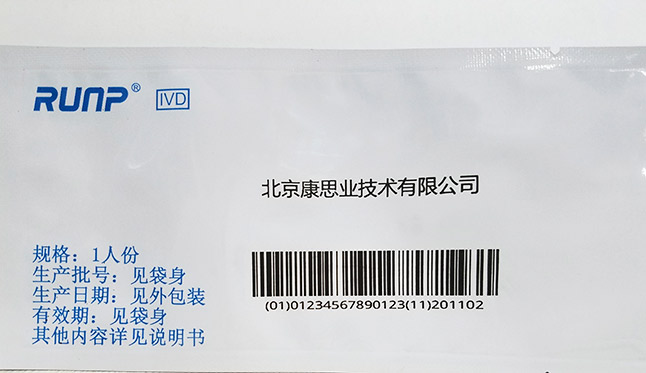 RUNP® IVD
北京康思业技术有限公司
规格：1人份
生产批号：见袋身
生产日期：见外包装
有效期：见袋身
其他内容详见说明书
(01)01234567890123(11)201102